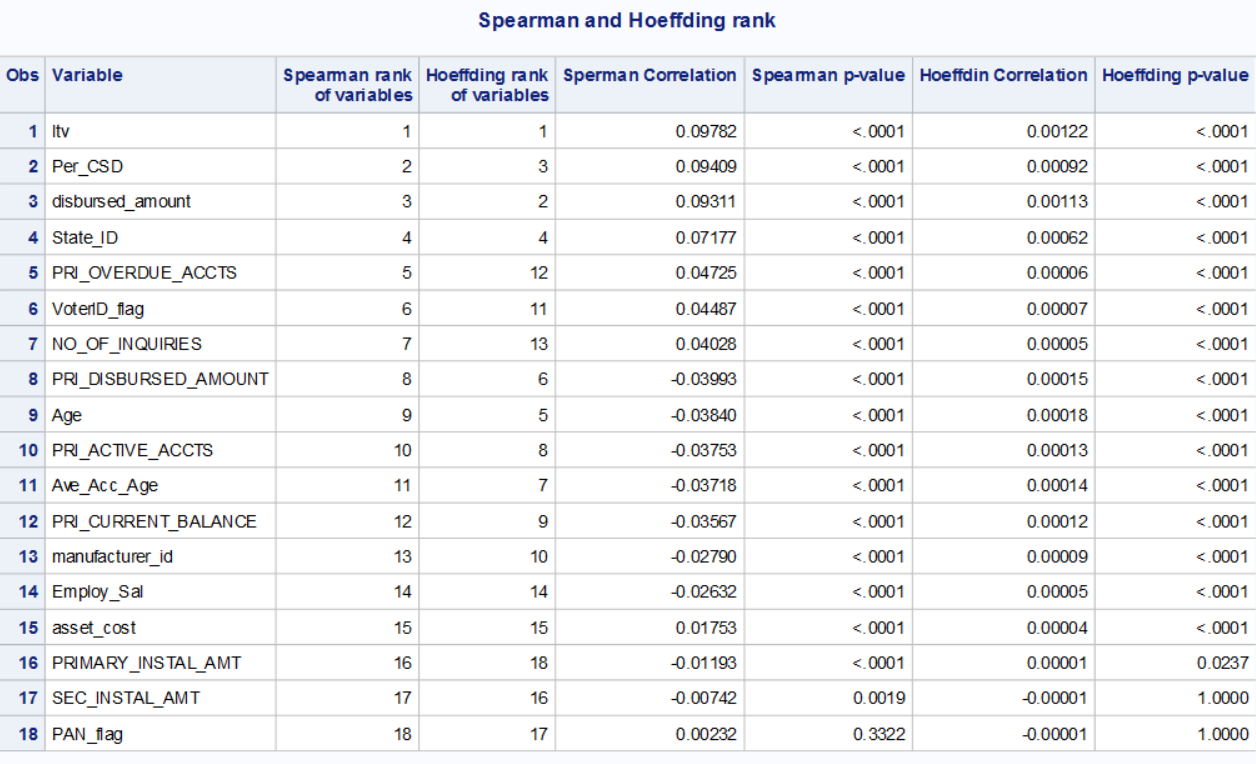 Spearman and Hoeffding rank
Obs Variable Spearman rank of variables Hoeffding rank of variables Sperman Correlation Spearman p-value Hoeffdin Correlation Hoeffding p-value
1 ltv 1 1 0.09782 <.0001 0.00122 <.0001
2 Per_CSD 2 3 0.09409 <.0001 0.00092 <.0001
3 disbursed_amount 3 2 0.09311 <.0001 0.00113 <.0001
4 State_ID 4 4 0.07177 <.0001 0.00062 <.0001
5 PRI_OVERDUE_ACCTS 5 12 0.04725 <.0001 0.00006 <.0001
6 VoterID_flag 6 11 0.04487 <.0001 0.00007 <.0001
7 NO_OF_INQUIRIES 7 13 0.04028 <.0001 0.00005 <.0001
8 PRI_DISBURSED_AMOUNT 8 6 -0.03993 <.0001 0.00015 <.0001
9 Age 9 5 -0.03840 <.0001 0.00018 <.0001
10 PRI_ACTIVE_ACCTS 10 8 -0.03753 <.0001 0.00013 <.0001
11 Ave_Acc_Age 11 7 -0.03718 <.0001 0.00014 <.0001
12 PRI_CURRENT_BALANCE 12 9 -0.03567 <.0001 0.00012 <.0001
13 manufacturer_id 13 10 -0.02790 <.0001 0.00009 <.0001
14 Employ_Sal 14 14 -0.02632 <.0001 0.00005 <.0001
15 asset_cost 15 15 0.01753 <.0001 0.00004 <.0001
16 PRIMARY_INSTAL_AMT 16 18 -0.01193 <.0001 0.00001 0.0237
17 SEC_INSTAL_AMT 17 16 -0.00742 0.0019 -0.00001 1.0000
18 PAN_flag 18 17 0.00232 0.3322 -0.00001 1.0000